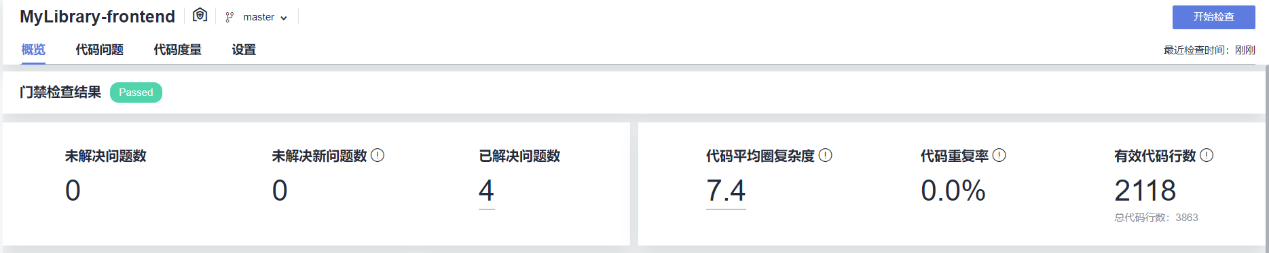 MyLibrary-frontend master 开始检查
概览 代码问题 代码度量 设置 最近检查时间：刚刚
门禁检查结果 Passed
未解决问题数 未解决新问题数 已解决问题数 代码平均圈复杂度 代码重复率 有效代码行数
0 0 4 7.4 0.0% 2118
总代码行数：3863